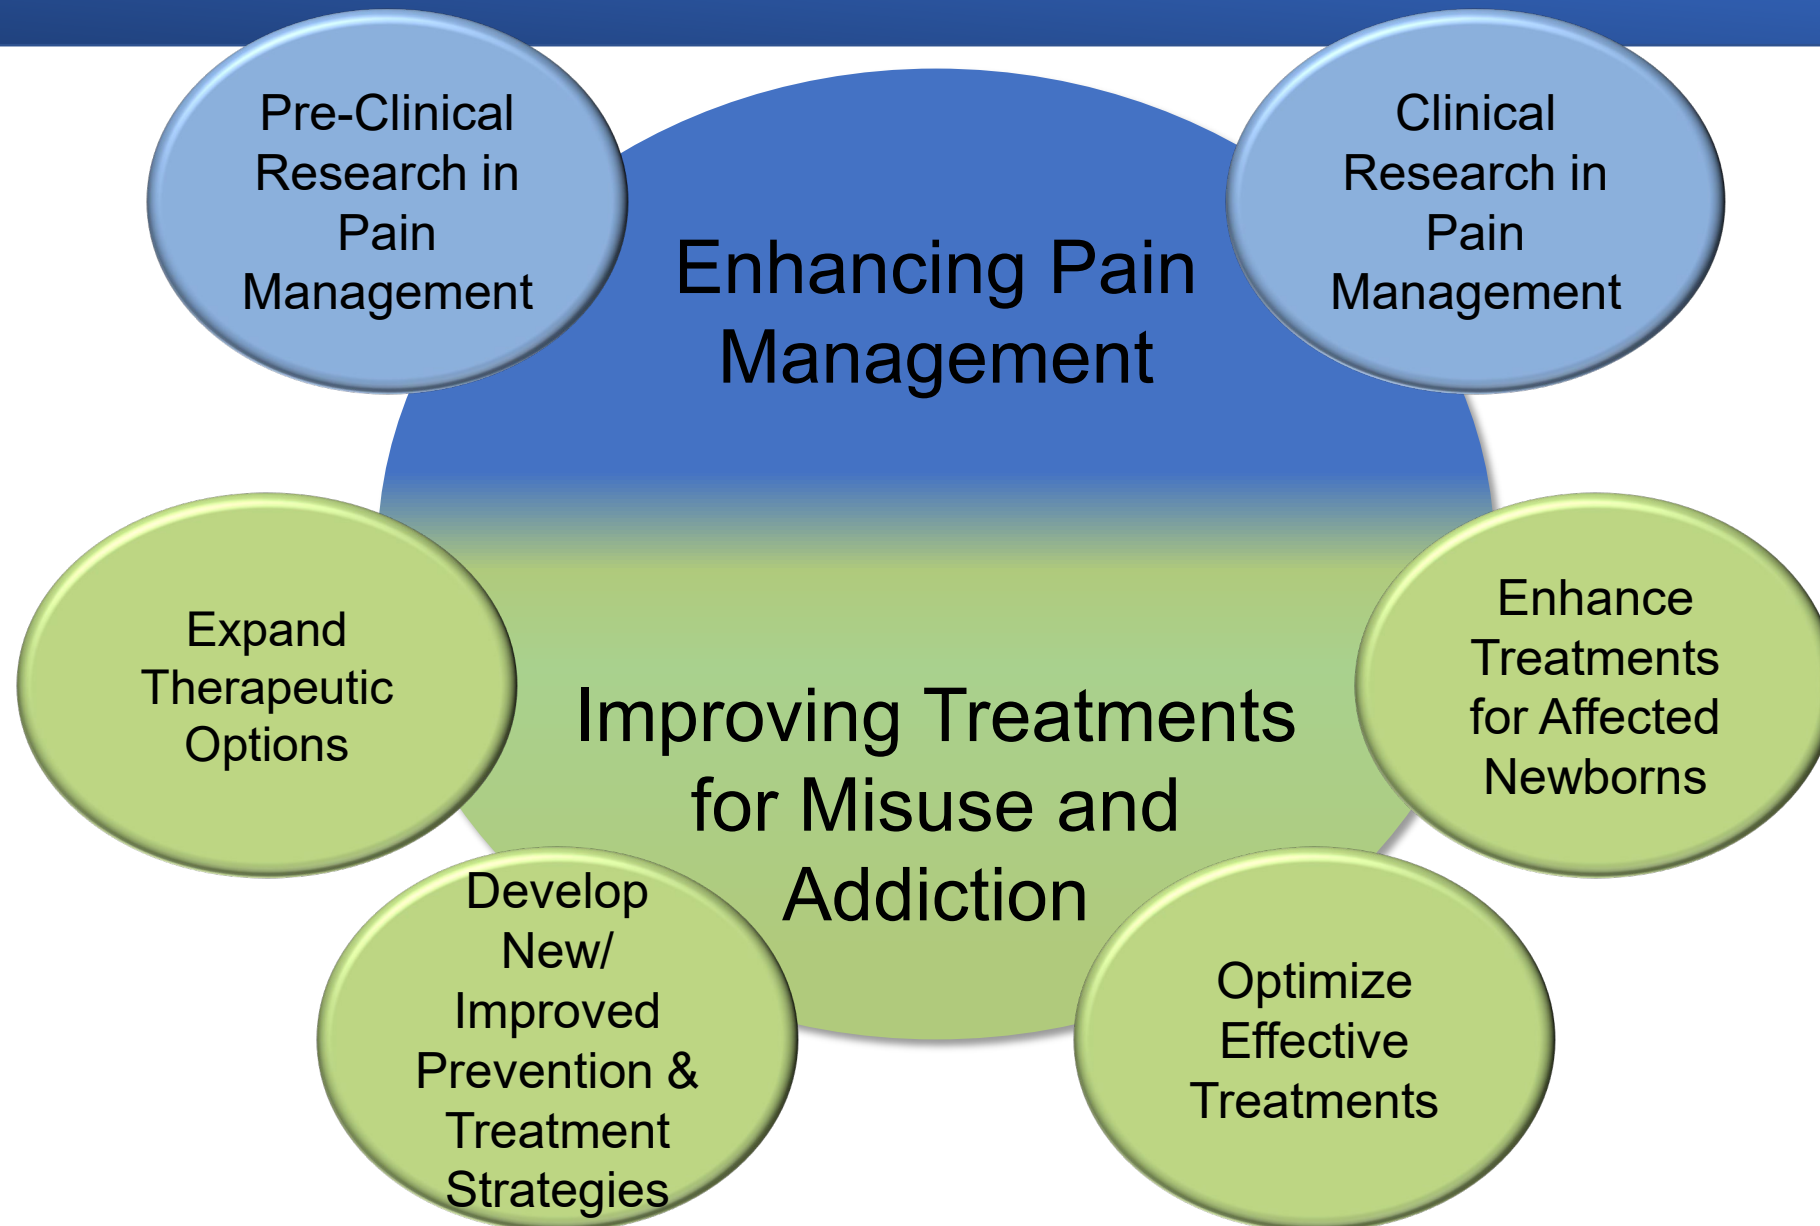 Pre-Clinical
Research in
Pain
Management
Clinical
Research in
Pain
Management
Enhancing Pain
Management
Expand
Therapeutic
Options
Enhance
Treatments
for Affected
Newborns
Improving Treatments
for Misuse and
Addiction
Develop
New/
Improved
Prevention &
Treatment
Strategies
Optimize
Effective
Treatments